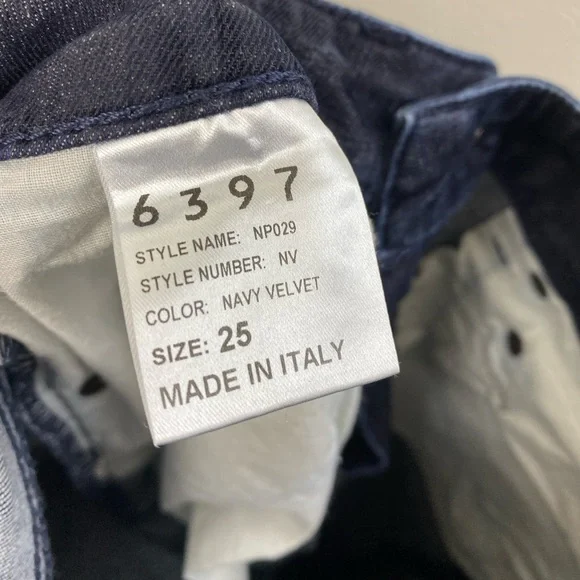 6397
STYLE NAME: NP029
STYLE NUMBER: NV
COLOR: NAVY VELVET
SIZE: 25
MADE IN ITALY